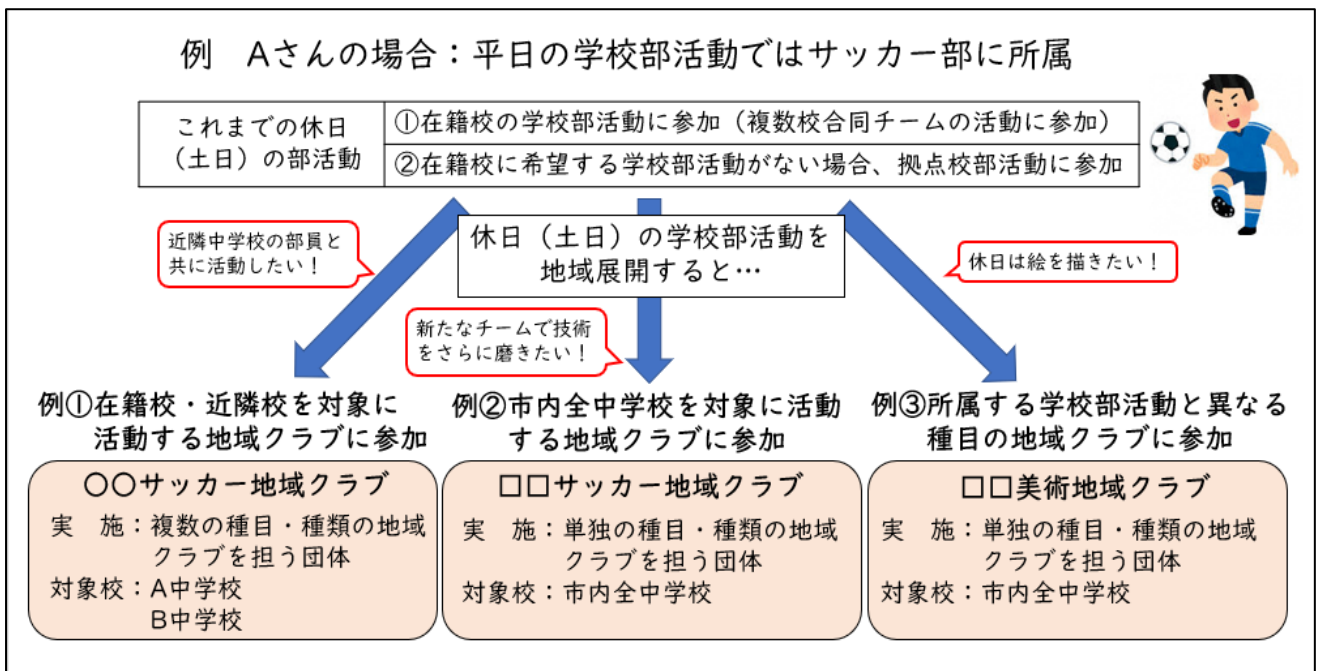 例　Aさんの場合：平日の学校部活動ではサッカー部に所属
これまでの休日
（土日）の部活動
①在籍校の学校部活動に参加（複数校合同チームの活動に参加）
②在籍校に希望する学校部活動がない場合、拠点校部活動に参加
近隣中学校の部員と
共に活動したい！
休日（土日）の学校部活動を
地域展開すると…
休日は絵を描きたい！
新たなチームで技術
をさらに磨きたい！
例①在籍校・近隣校を対象に
活動する地域クラブに参加
〇〇サッカー地域クラブ
実　施：複数の種目・種類の地域
クラブを担う団体
対象校：A中学校
B中学校
例②市内全中学校を対象に活動
する地域クラブに参加
□□サッカー地域クラブ
実　施：単独の種目・種類の地域
クラブを担う団体
対象校：市内全中学校
例③所属する学校部活動と異なる
種目の地域クラブに参加
□□美術地域クラブ
実　施：単独の種目・種類の地域
クラブを担う団体
対象校：市内全中学校